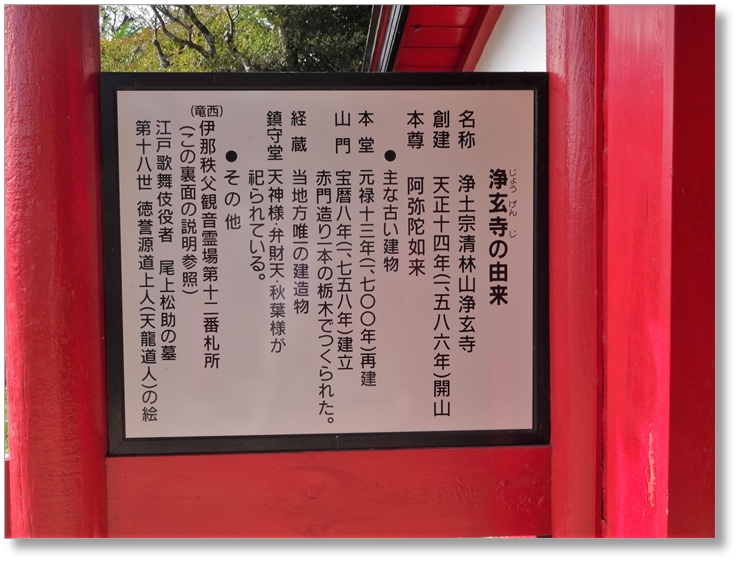 浄玄寺の由来
じょう げん じ
名称　浄土宗清林山浄玄寺
創建　天正十四年(一、五八六年)開山
本尊　阿弥陀如来
●主な古い建物
本堂　元禄十三年(一、七〇〇年)再建
山門　宝暦八年(一、七五八年)建立
赤門造り一本の栃木でつくられた。
経蔵　当地方唯一の建造物
鎮守堂　天神様・弁財天・秋葉様が
祀られている。
●その他
(竜西)
伊那秩父観音霊場第十二番札所
(この裏面の説明参照)
江戸歌舞伎役者　尾上松助の墓
第十八世　徳誉源道上人(天龍道人)の絵